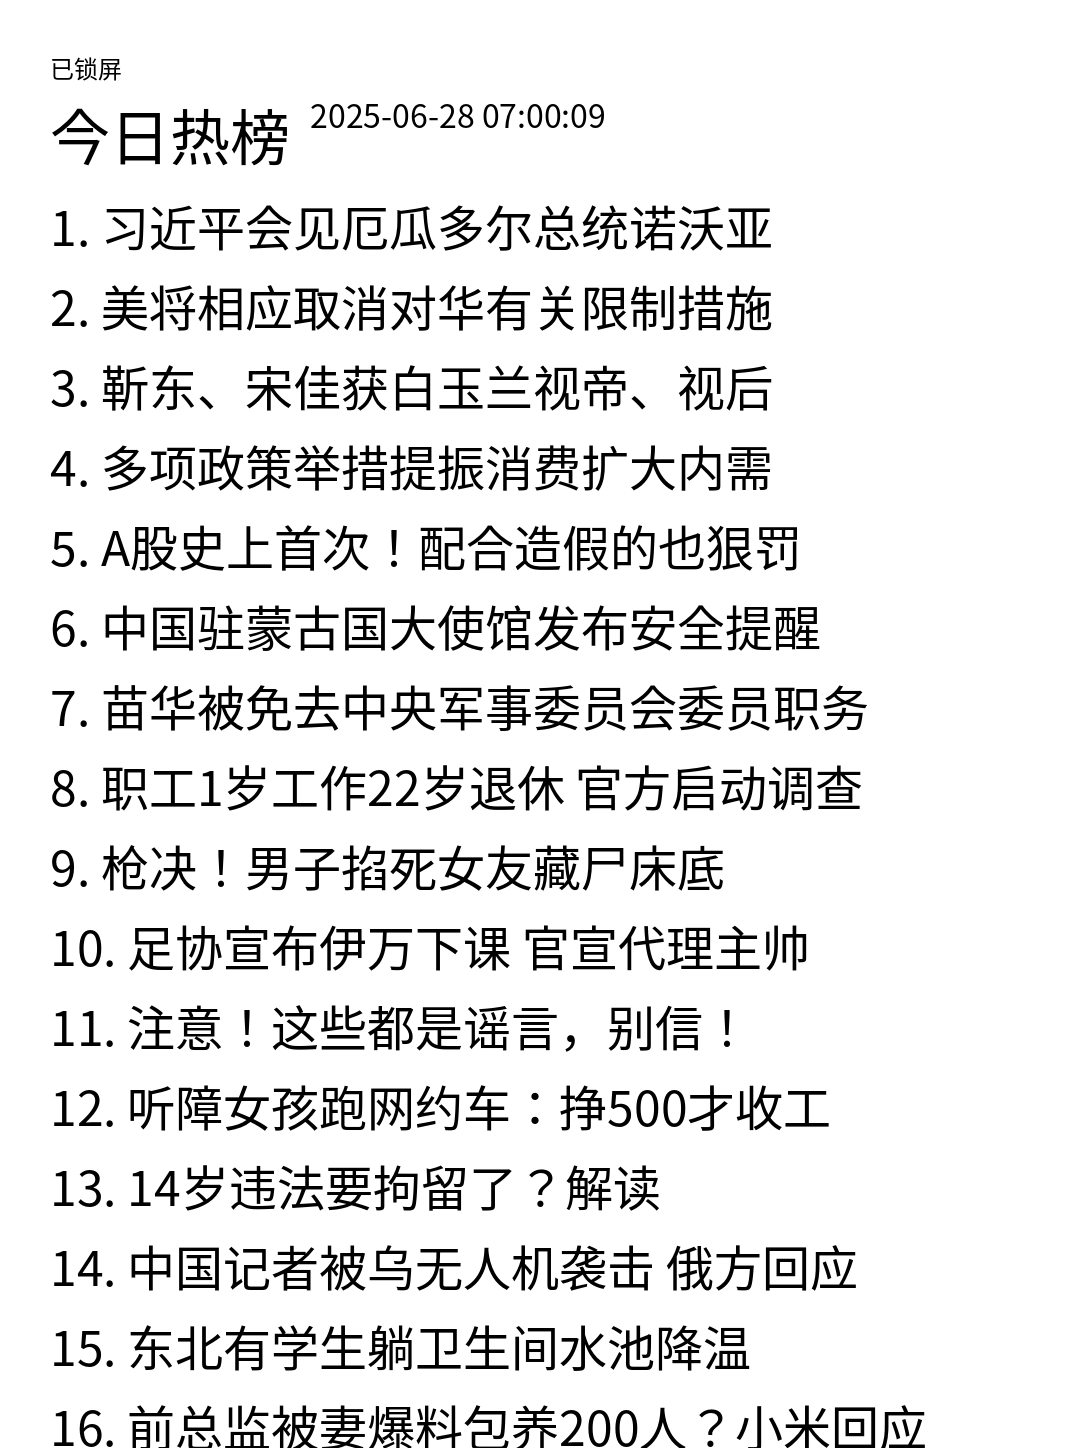 已锁屏
今日热榜 2025-06-28 07:00:09
1. 习近平会见厄瓜多尔总统诺沃亚
2. 美将相应取消对华有关限制措施
3. 靳东、宋佳获白玉兰视帝、视后
4. 多项政策举措提振消费扩大内需
5. A股史上首次！配合造假的也狠罚
6. 中国驻蒙古国大使馆发布安全提醒
7. 苗华被免去中央军事委员会委员职务
8. 职工1岁工作22岁退休 官方启动调查
9. 枪决！男子掐死女友藏尸床底
10. 足协宣布伊万下课 官宣代理主帅
11. 注意！这些都是谣言，别信！
12. 听障女孩跑网约车：挣500才收工
13. 14岁违法要拘留了？解读
14. 中国记者被乌无人机袭击 俄方回应
15. 东北有学生躺卫生间水池降温
16. 前总监被妻爆料包养200人？小米回应